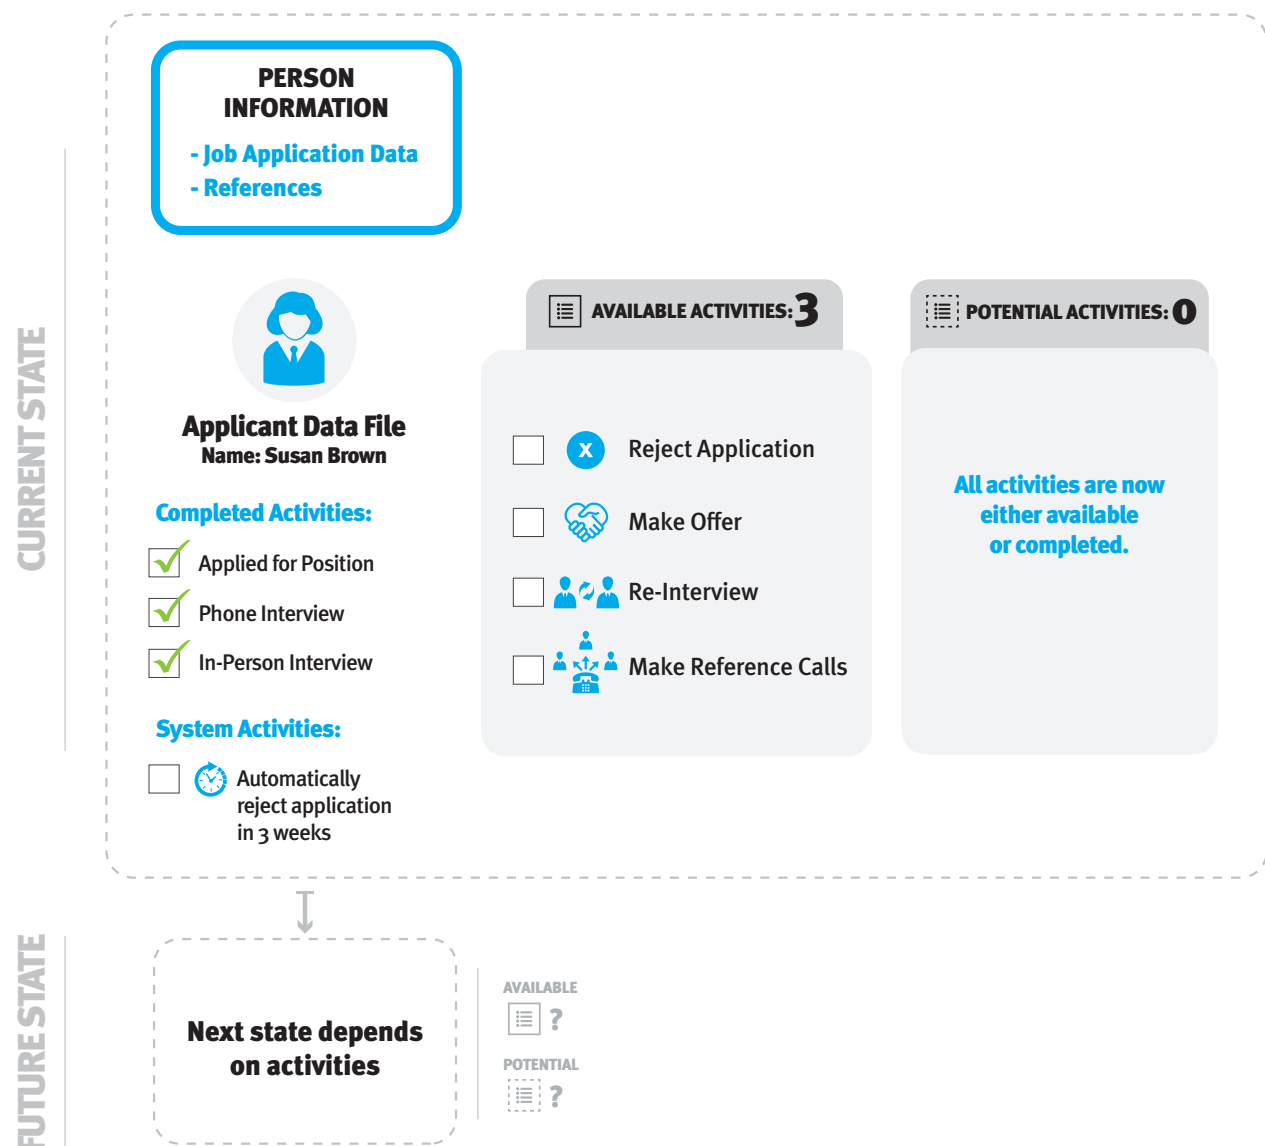 CURRENT STATE
PERSON
INFORMATION
- Job Application Data
- References
Applicant Data File
Name: Susan Brown
Completed Activities:
Applied for Position
Phone Interview
In-Person Interview
System Activities:
Automatically
reject application
in 3 weeks
AVAILABLE ACTIVITIES: 3
X Reject Application
Make Offer
Re-Interview
Make Reference Calls
POTENTIAL ACTIVITIES: 0
All activities are now
either available
or completed.
FUTURE STATE
Next state depends
on activities
AVAILABLE
?
POTENTIAL
?